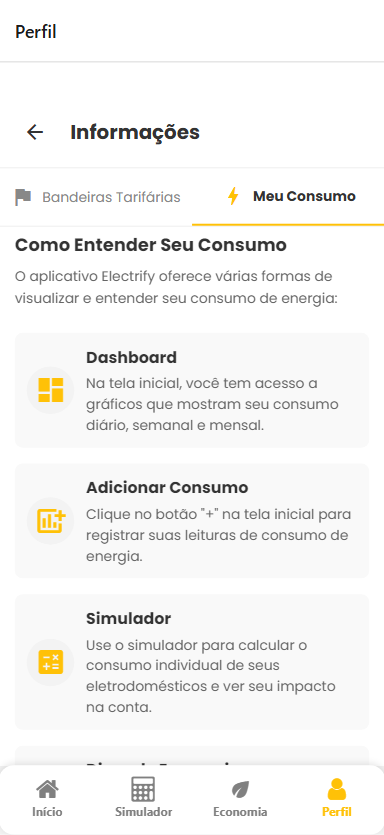 Perfil
Informações
Bandeiras Tarifárias
Meu Consumo
Como Entender Seu Consumo
O aplicativo Electrify oferece várias formas de
visualizar e entender seu consumo de energia:
Dashboard
Na tela inicial, você tem acesso a
gráficos que mostram seu consumo
diário, semanal e mensal.
Adicionar Consumo
Clique no botão "+" na tela inicial para
registrar suas leituras de consumo de
energia.
Simulador
Use o simulador para calcular o
consumo individual de seus
eletrodomésticos e ver seu impacto
na conta.
Início
Simulador
Economia
Perfil